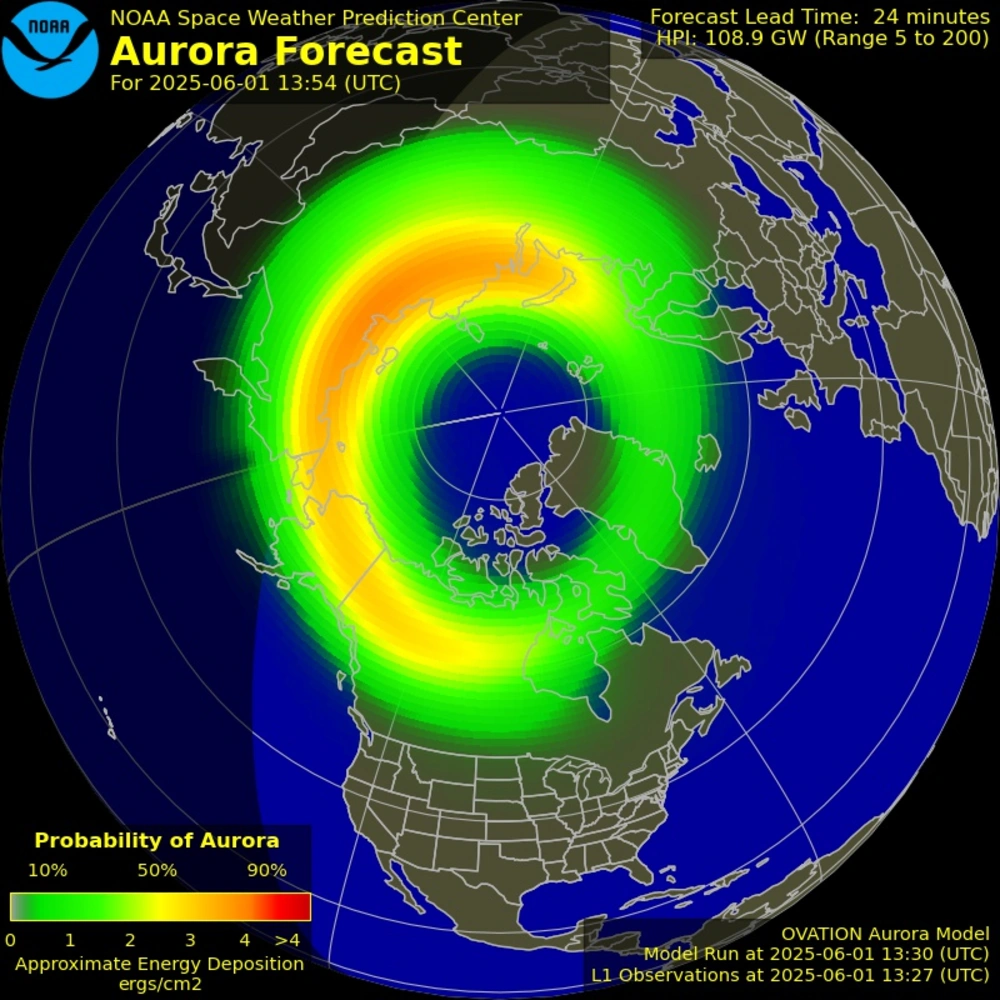 NOAA
NOAA Space Weather Prediction Center
Aurora Forecast
For 2025-06-01 13:54 (UTC)
Forecast Lead Time: 24 minutes
HPI: 108.9 GW (Range 5 to 200)
Probability of Aurora
10% 50% 90%
0 1 2 3 4 >4
Approximate Energy Deposition
ergs/cm2
OVATION Aurora Model
Model Run at 2025-06-01 13:30 (UTC)
L1 Observations at 2025-06-01 13:27 (UTC)